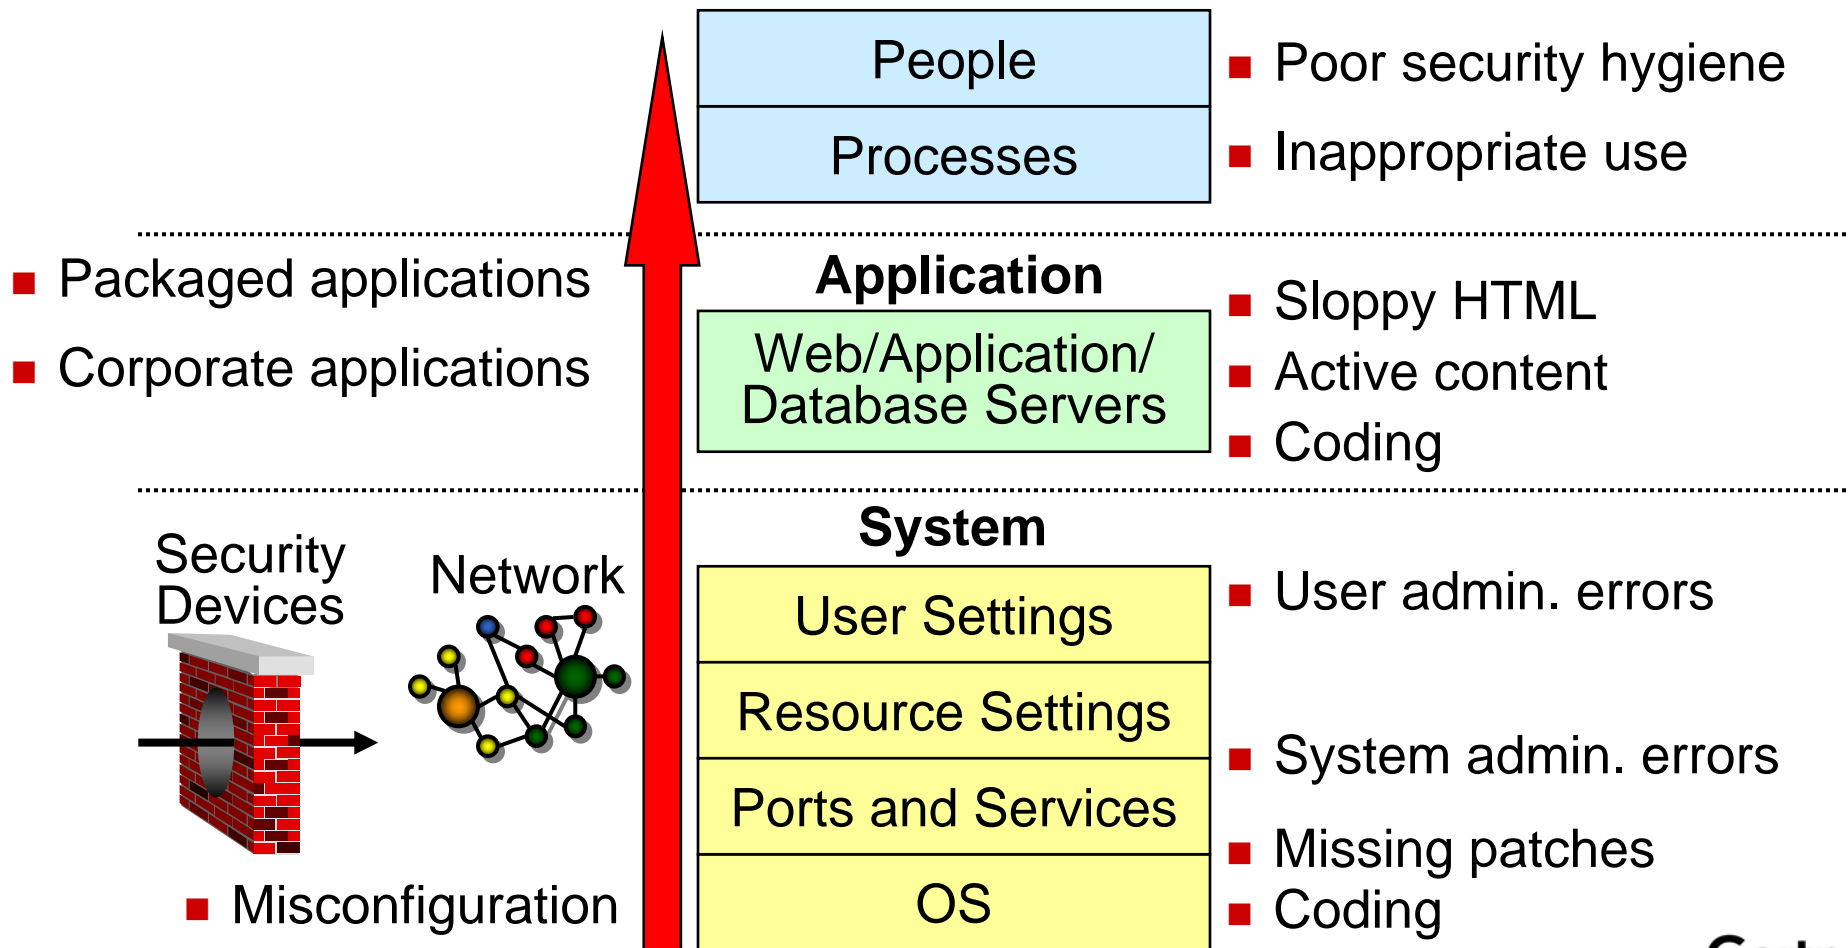 People
Poor security hygiene
Processes
Inappropriate use
Packaged applications
Corporate applications
Application
Web/Application/
Database Servers
Sloppy HTML
Active content
Coding
System
Security
Devices
Network
User Settings
User admin. errors
Resource Settings
System admin. errors
Ports and Services
Missing patches
Misconfiguration
OS
Coding